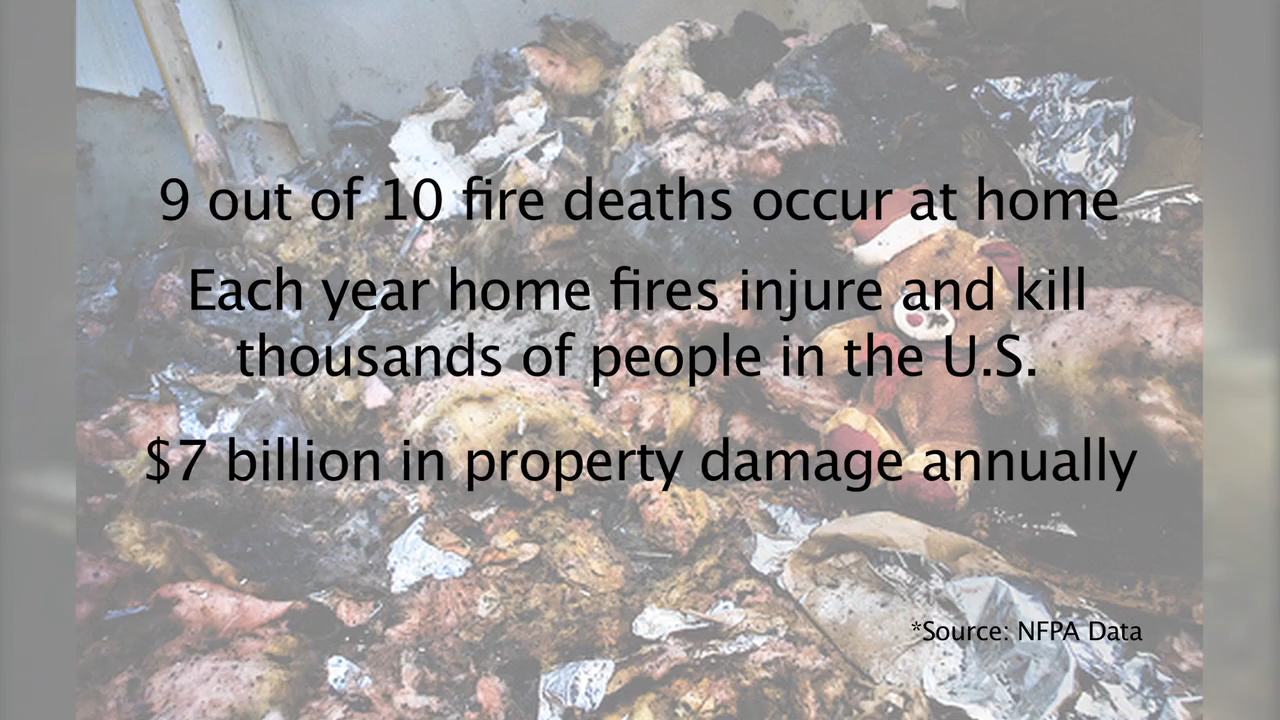 9 out of 10 fire deaths occur at home
Each year home fires injure and kill
thousands of people in the U.S.
$7 billion in property damage annually
*Source: NFPA Data